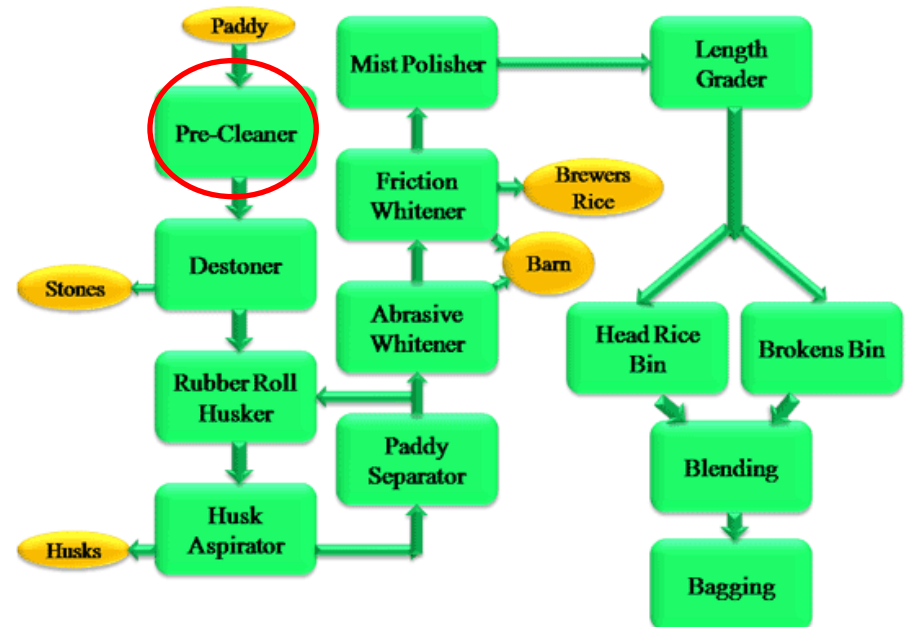 Paddy
Pre-Cleaner
Destoner
Stones
Rubber Roll
Husker
Husk
Aspirator
Husks
Paddy
Separator
Abrasive
Whitener
Barn
Friction
Whitener
Brewers
Rice
Mist Polisher
Length
Grader
Head Rice
Bin
Brokens Bin
Blending
Bagging